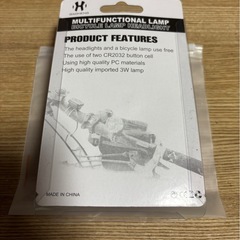 MULTIFUNCTIONAL LAMP
BICYCLE LAMP HEADLIGHT
PRODUCT FEATURES
The headlights and a bicycle lamp use free
The use of two CR2032 button cell
Using high quality PC materials
High quality imported 3W lamp
MADE IN CHINA